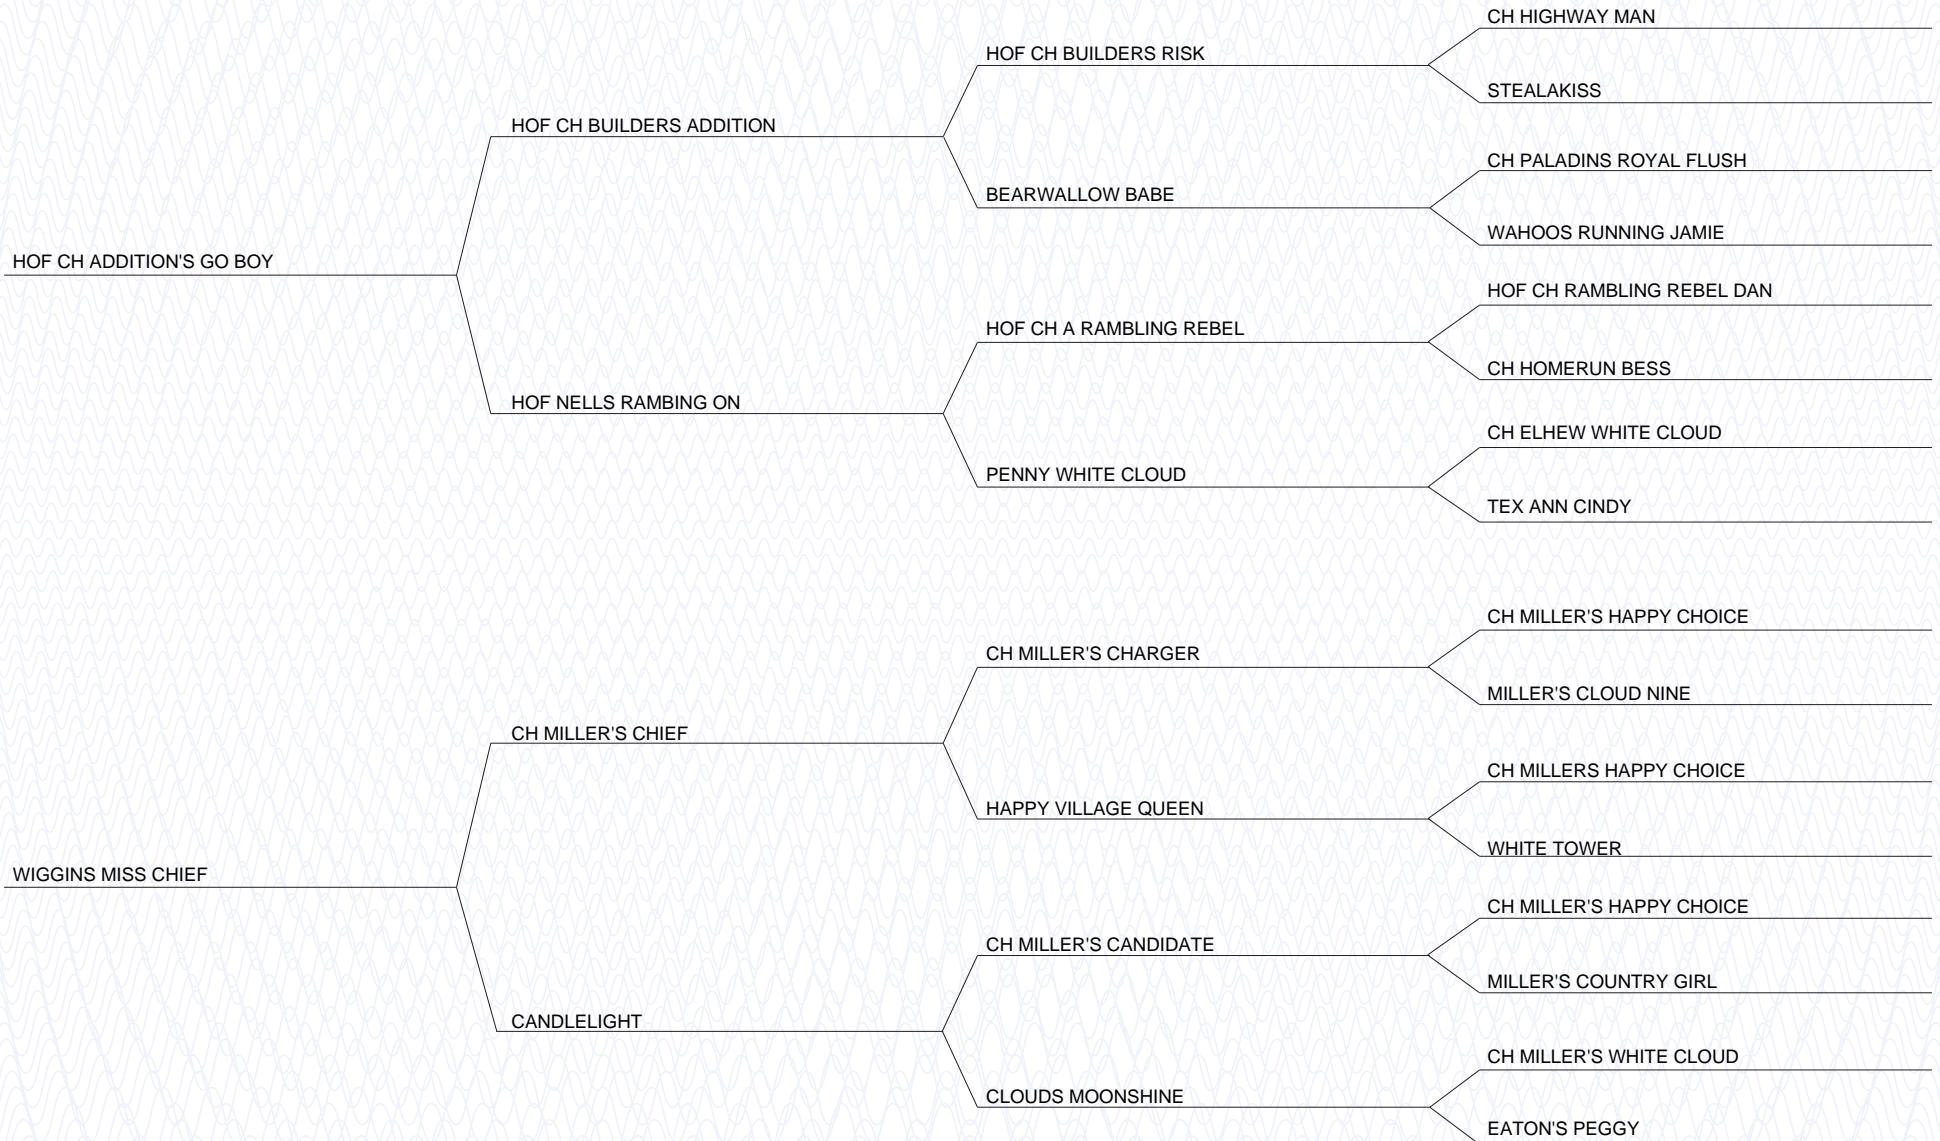 CH HIGHWAY MAN
HOF CH BUILDERS RISK
STEALAKISS
HOF CH BUILDERS ADDITION
CH PALADINS ROYAL FLUSH
BEARWALLOW BABE
WAHOOS RUNNING JAMIE
HOF CH ADDITION'S GO BOY
HOF CH RAMBLING REBEL DAN
HOF CH A RAMBLING REBEL
CH HOMERUN BESS
HOF NELLS RAMBING ON
CH ELHEW WHITE CLOUD
PENNY WHITE CLOUD
TEX ANN CINDY
CH MILLER'S HAPPY CHOICE
CH MILLER'S CHARGER
MILLER'S CLOUD NINE
CH MILLER'S CHIEF
CH MILLERS HAPPY CHOICE
HAPPY VILLAGE QUEEN
WHITE TOWER
WIGGINS MISS CHIEF
CH MILLER'S HAPPY CHOICE
CH MILLER'S CANDIDATE
MILLER'S COUNTRY GIRL
CANDLELIGHT
CH MILLER'S WHITE CLOUD
CLOUDS MOONSHINE
EATON'S PEGGY